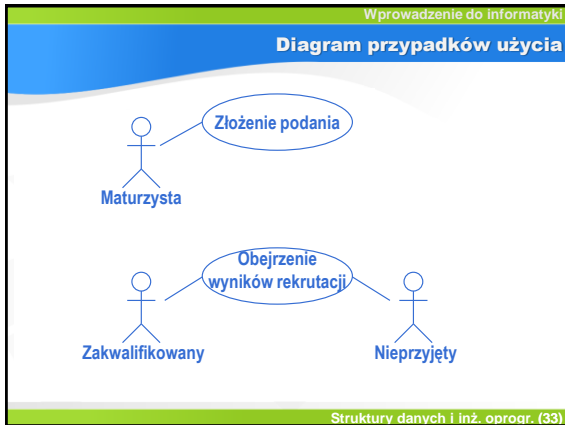 Wprowadzenie do informatyki
Diagram przypadków użycia
Złożenie podania
Maturzysta
Obejrzenie
wyników rekrutacji
Zakwalifikowany
Nieprzyjęty
Struktury danych i inż. oprogr. (33)